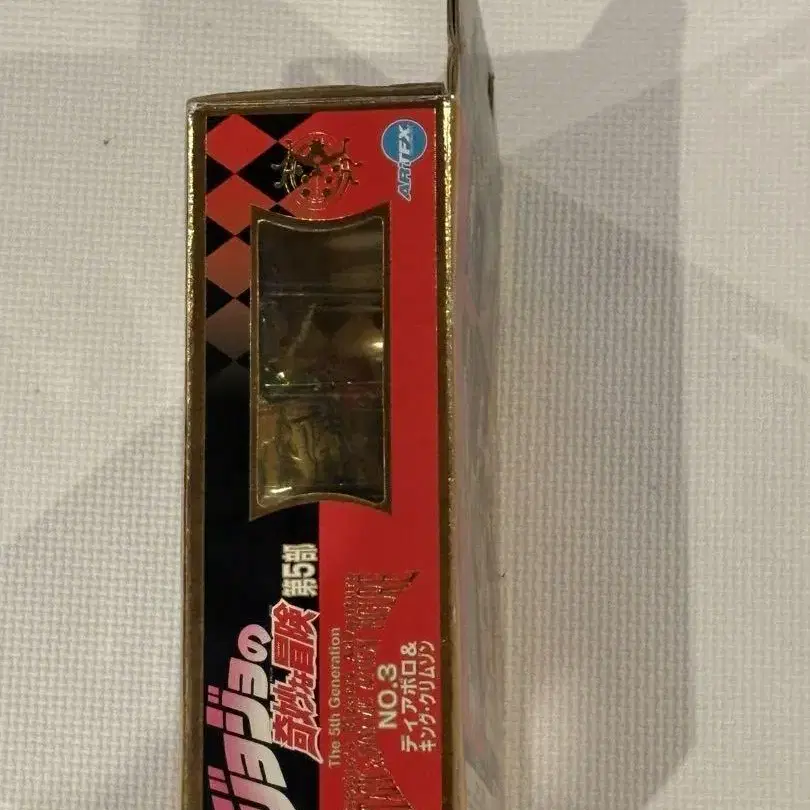 ARTEX
ジョジョの
奇妙な冒険
第5部
The 5th Generation
NO.3
ディアボロ&
キング・クリムゾン